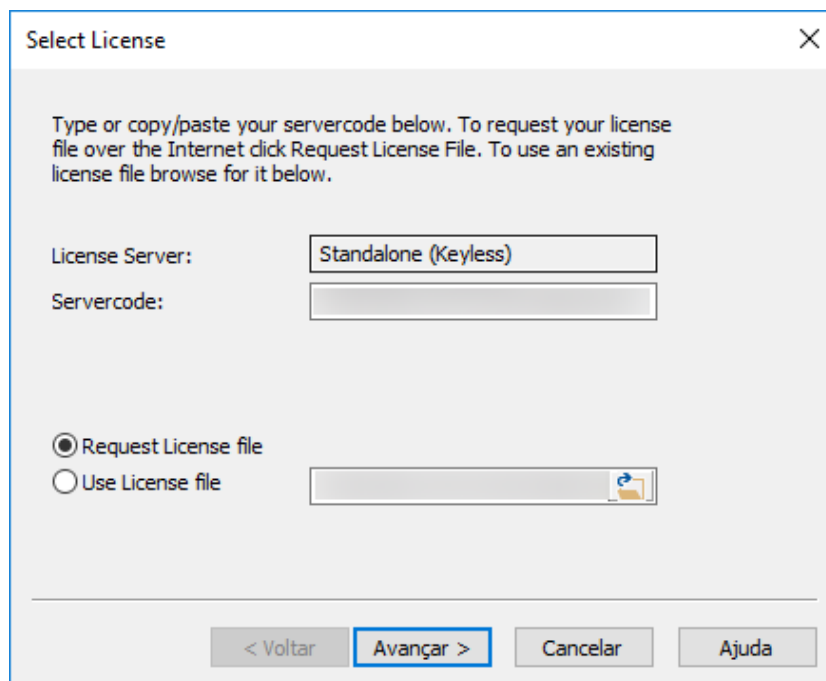 Select License
Type or copy/paste your servercode below. To request your license
file over the Internet click Request License File. To use an existing
license file browse for it below.
License Server: Standalone (Keyless)
Servercode:
Request License file
Use License file
< Voltar Avançar > Cancelar Ajuda